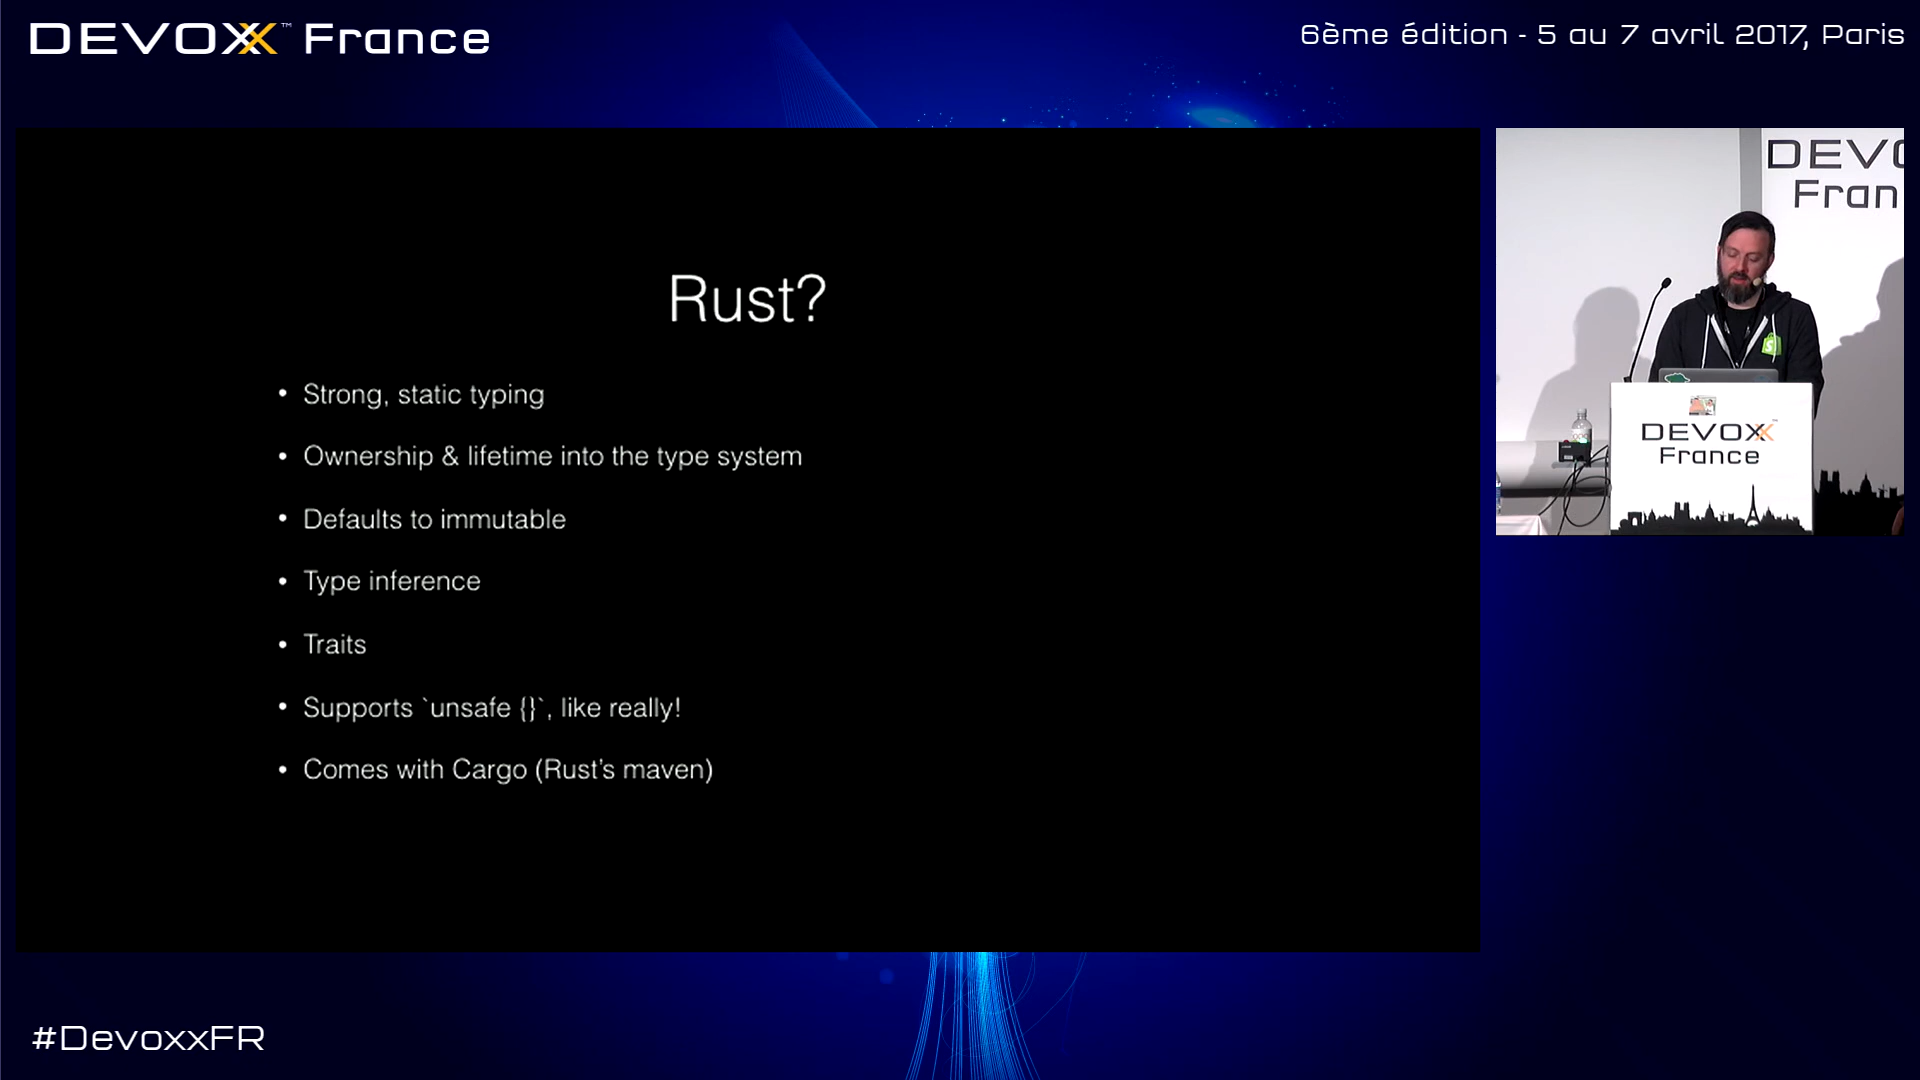 DEVOXX™ France
6ème édition - 5 au 7 avril 2017, Paris
Rust?
• Strong, static typing
• Ownership & lifetime into the type system
• Defaults to immutable
• Type inference
• Traits
• Supports `unsafe {}`, like really!
• Comes with Cargo (Rust's maven)
DEVO
Fran
DEVOXX™
France
#DevoxxFR